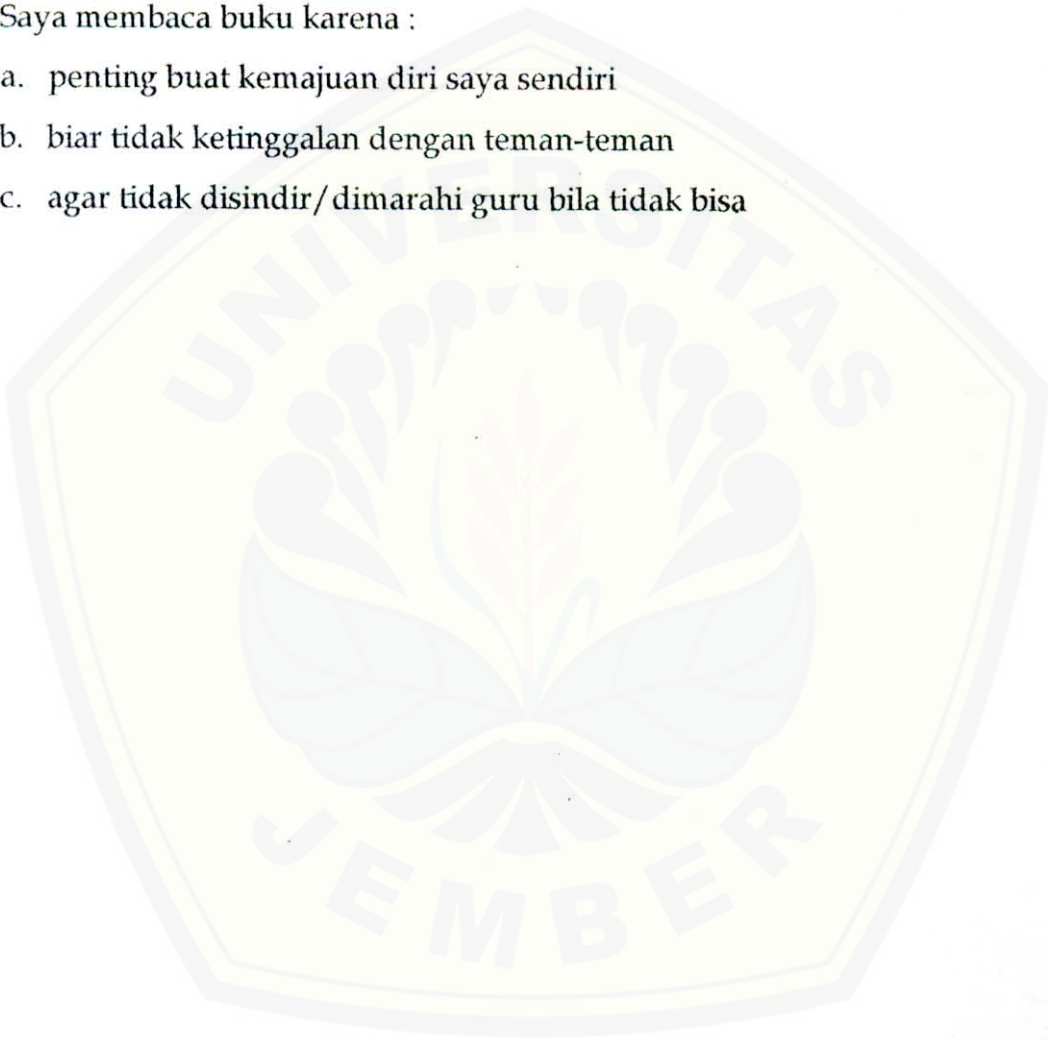 Saya membaca buku karena :
a. penting buat kemajuan diri saya sendiri
b. biar tidak ketinggalan dengan teman-teman
c. agar tidak disindir/dimarahi guru bila tidak bisa
UNIVERSITAS
JEMBER